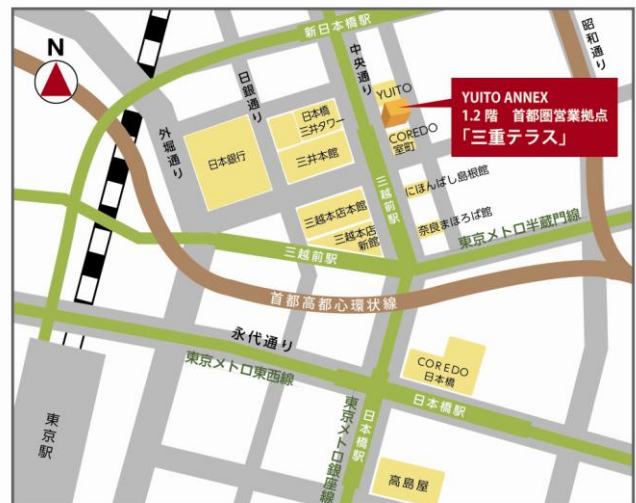 新日本橋駅
昭和通り
N
中央通り
日銀通り
外堀通り
YUITO
YUITO ANNEX
1.2 階　首都圏営業拠点
「三重テラス」
日本橋
三井タワー
COREDO
室町
日本銀行
三井本館
三越前駅
にほんばし島根館
三越本店本館
奈良まほろば館
三越本店
新館
東京メトロ半蔵門線
三越前駅
首都高都心環状線
永代通り
東京メトロ東西線
COREDO
日本橋
日本橋駅
日本橋駅
東京メトロ銀座線
東京駅
高島屋